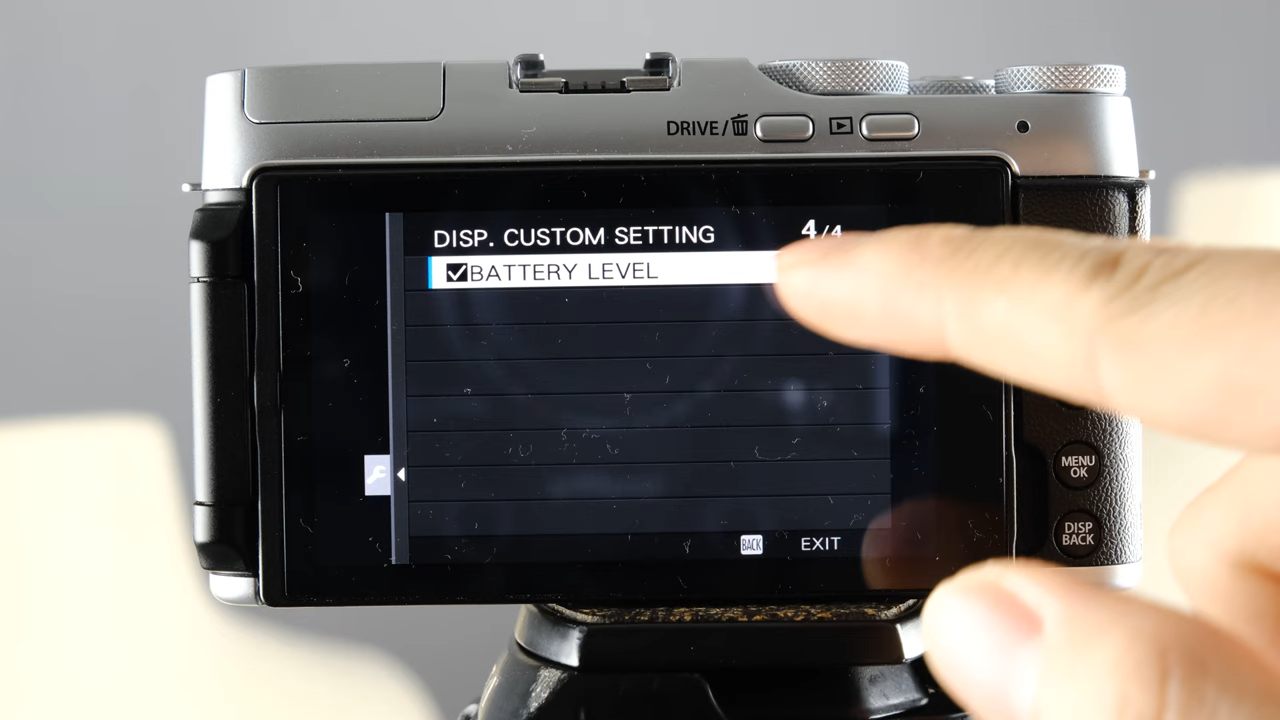 DRIVE/
DISP. CUSTOM SETTING 4/4
BATTERY LEVEL
MENU
OK
DISP
BACK
BACK EXIT